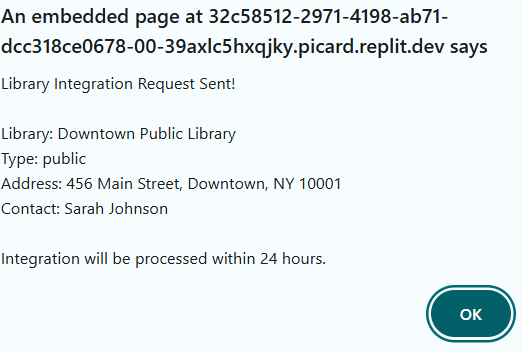 An embedded page at 32c58512-2971-4198-ab71-
dcc318ce0678-00-39axlc5hxqjky.picard.replit.dev says
Library Integration Request Sent!
Library: Downtown Public Library
Type: public
Address: 456 Main Street, Downtown, NY 10001
Contact: Sarah Johnson
Integration will be processed within 24 hours.
OK